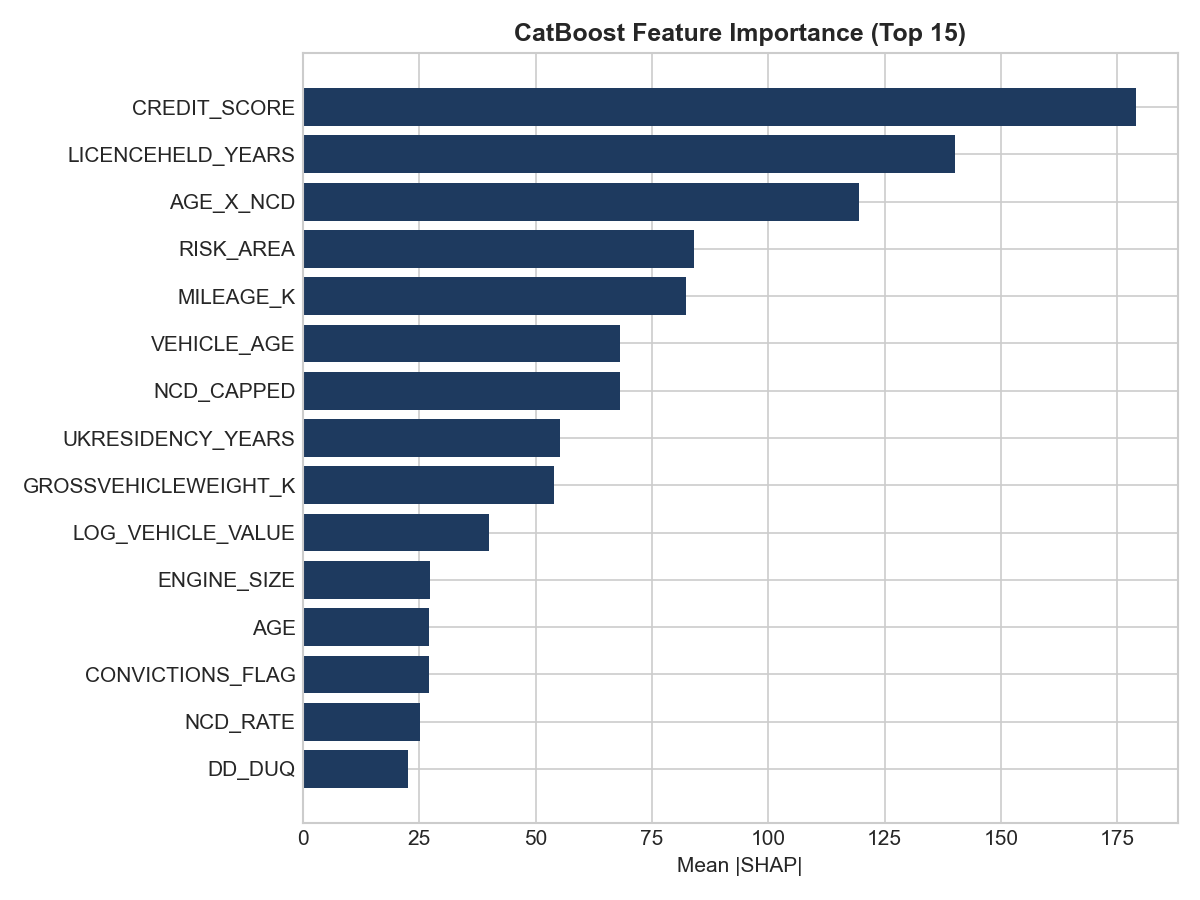 CatBoost Feature Importance (Top 15)
CREDIT_SCORE
LICENCEHELD_YEARS
AGE_X_NCD
RISK_AREA
MILEAGE_K
VEHICLE_AGE
NCD_CAPPED
UKRESIDENCY_YEARS
GROSSVEHICLEWEIGHT_K
LOG_VEHICLE_VALUE
ENGINE_SIZE
AGE
CONVICTIONS_FLAG
NCD_RATE
DD_DUQ
0 25 50 75 100 125 150 175
Mean |SHAP|